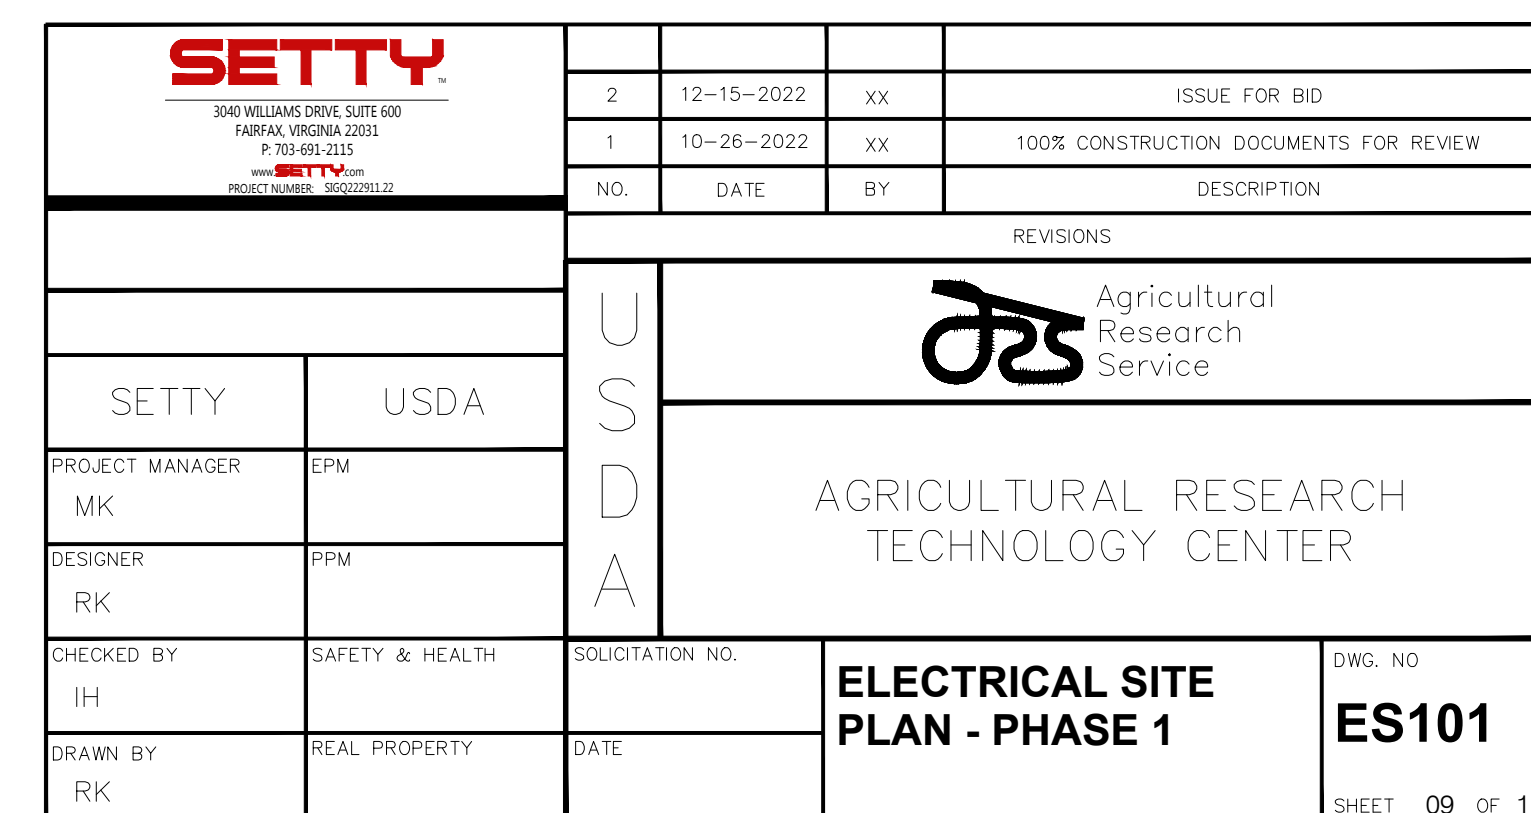 SETTY
TM
3040 WILLIAMS DRIVE, SUITE 600
FAIRFAX, VIRGINIA 22031
P: 703-691-2115
www.SETTY.com
PROJECT NUMBER: SIGQ222911.22
2 12-15-2022 XX ISSUE FOR BID
1 10-26-2022 XX 100% CONSTRUCTION DOCUMENTS FOR REVIEW
NO. DATE BY DESCRIPTION
REVISIONS
SETTY USDA
PROJECT MANAGER EPM
MK
DESIGNER PPM
RK
CHECKED BY SAFETY & HEALTH
IH
DRAWN BY REAL PROPERTY
RK
U
S
D
A
ars
Agricultural
Research
Service
AGRICULTURAL RESEARCH
TECHNOLOGY CENTER
SOLICITATION NO.
DATE
ELECTRICAL SITE
PLAN - PHASE 1
DWG. NO
ES101
SHEET 09 OF 1